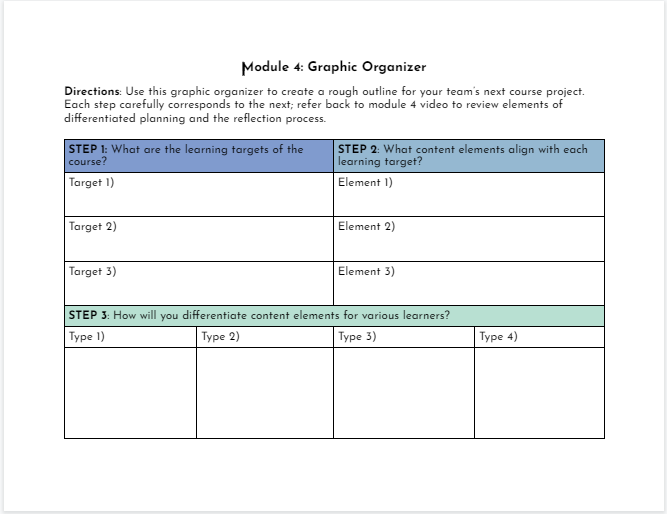 Module 4: Graphic Organizer
Directions: Use this graphic organizer to create a rough outline for your team's next course project.
Each step carefully corresponds to the next; refer back to module 4 video to review elements of
differentiated planning and the reflection process.
STEP 1: What are the learning targets of the
course?
STEP 2: What content elements align with each
learning target?
Target 1)
Element 1)
Target 2)
Element 2)
Target 3)
Element 3)
STEP 3: How will you differentiate content elements for various learners?
Type 1)
Type 2)
Type 3)
Type 4)